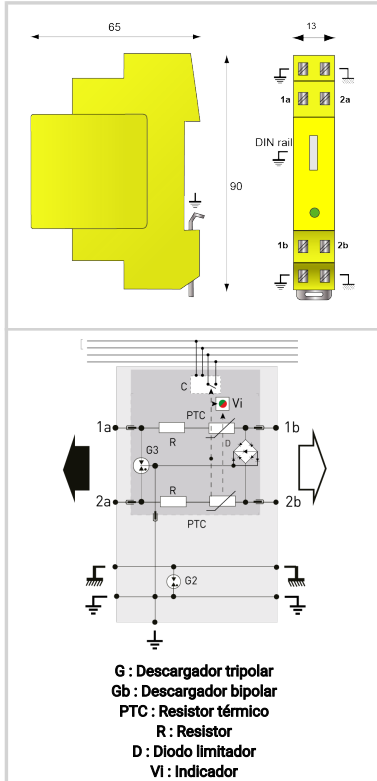 65
13
1a
2a
DIN rail
90
1b
2b
C
Vi
PTC
1a
1b
R
D
G3
2a
R
2b
PTC
G2
G : Descargador tripolar
Gb : Descargador bipolar
PTC : Resistor térmico
R : Resistor
D : Diodo limitador
Vi : Indicador